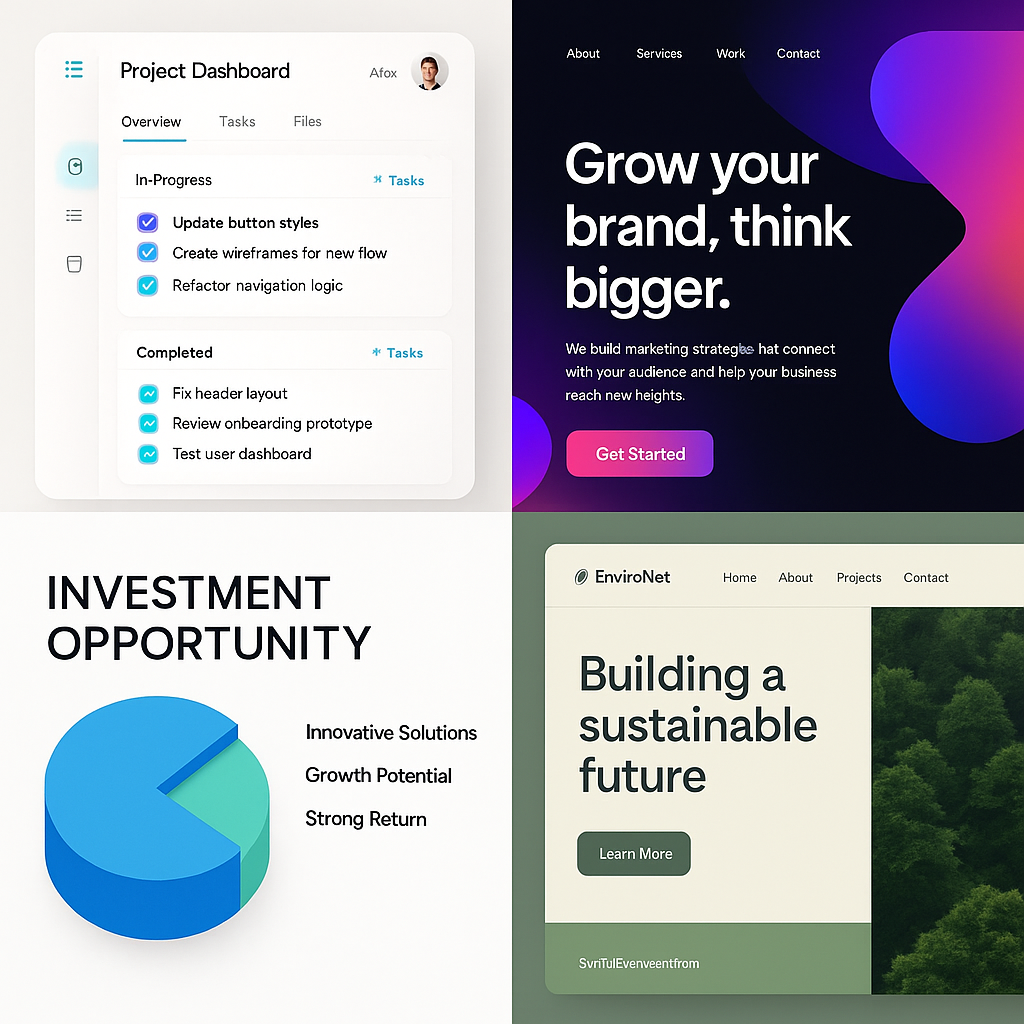 Project Dashboard
Afox
Overview Tasks Files
In-Progress
Tasks
Update button styles
Create wireframes for new flow
Refactor navigation logic
Completed
Tasks
Fix header layout
Review onbearding prototype
Test user dashboard
About Services Work Contact
Grow your
brand, think
bigger.
We build marketing hat connect
with your audience and help your business
reach new heights.
Get Started
INVESTMENT
OPPORTUNITY
Innovative Solutions
Growth Potential
Strong Return
EnviroNet
Home About Projects Contact
Building a
sustainable
future
Learn More
SvriTulEvenveentfrom